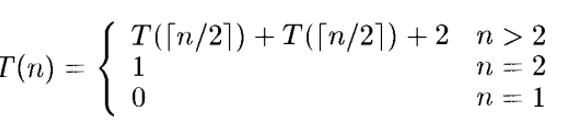 T(n) = { T(⌈n/2⌉) + T(⌈n/2⌉) + 2 n > 2
1 n = 2
0 n = 1